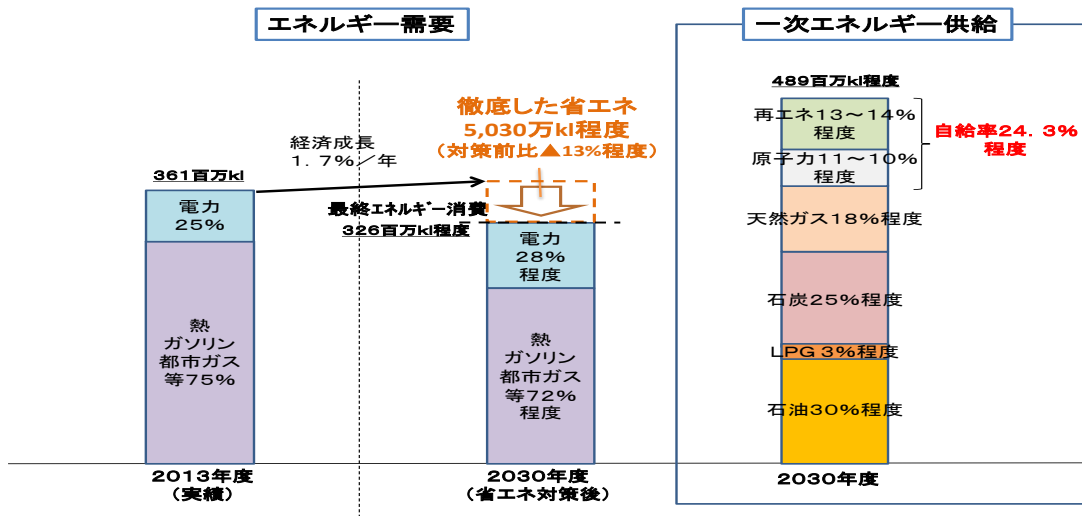 エネルギー需要
一次エネルギー供給
489百万kl程度
徹底した省エネ
5,030万kl程度
(対策前比▲13%程度)
経済成長
1.7%/年
361百万kl
電力
25%
熱
ガソリン
都市ガス
等75%
2013年度
(実績)
最終エネルギー消費
326百万kl程度
電力
28%
程度
熱
ガソリン
都市ガス
等72%
程度
2030年度
(省エネ対策後)
再エネ13~14%
程度
原子力11~10%
程度
自給率24.3%
程度
天然ガス18%程度
石炭25%程度
LPG 3%程度
石油30%程度
2030年度